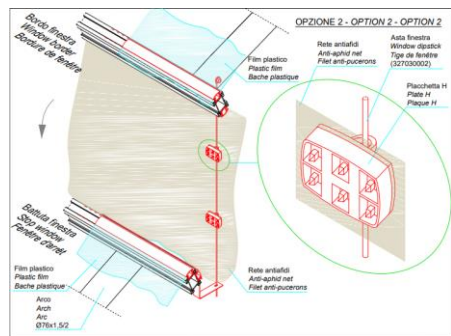 OPZIONE 2 - OPTION 2 - OPTION 2
Bordo finestra
Window border
Bordure de fenêtre
Film plastico
Plastic film
Bache plastique
Rete antiafidi
Anti-aphid net
Filet anti-pucerons
Asta finestra
Window dipstick
Tige de fenêtre
(327030002)
Placchetta H
Plate H
Plaque H
Battuta finestra
Stop window
Fenêtre d'arrêt
Film plastico
Plastic film
Bache plastique
Arco
Arch
Arc
Ø76x1,5/2
Rete antiafidi
Anti-aphid net
Filet anti-pucerons